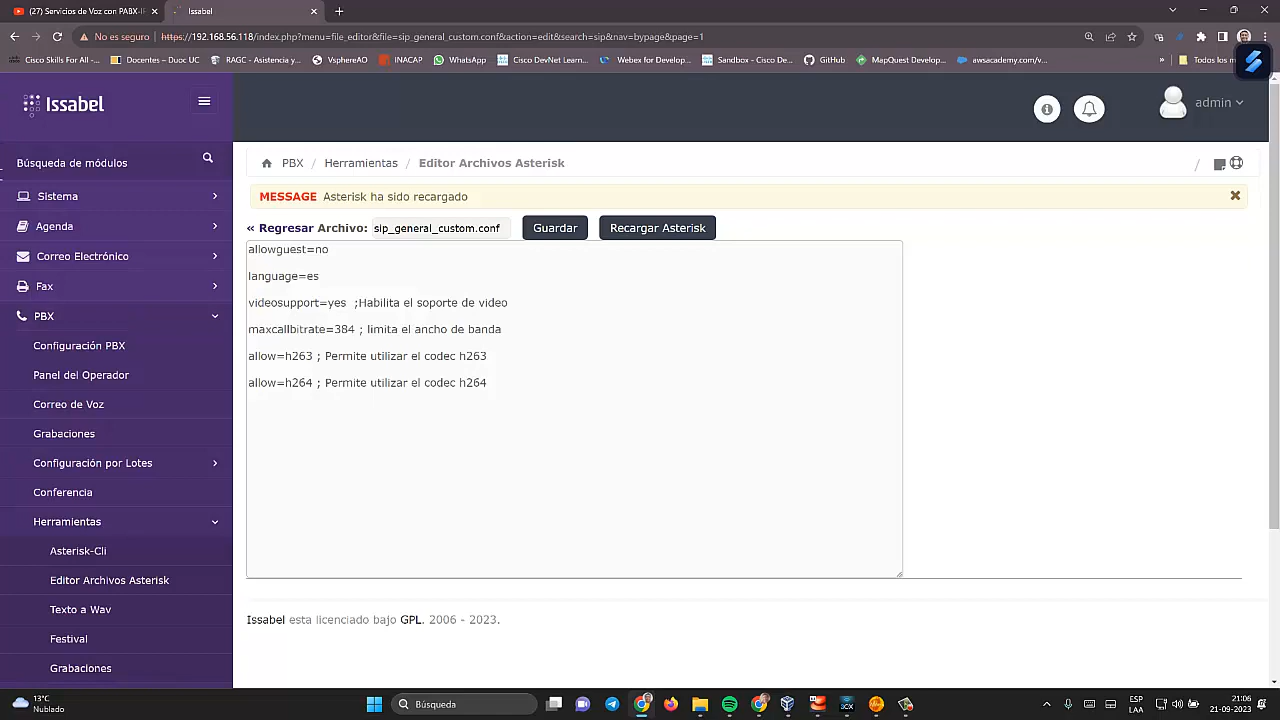 (27) Servicios de Voz con PABX-IP
Issabel
No es seguro
https://192.168.56.118/index.php?menu=file_editor&file=sip_general_custom.conf&action=edit&search=sip&nav=bypage&page=1
Cisco Skills For All -...
Docentes – Duoc UC
RAGC - Asistencia y...
VsphereAO
INACAP
WhatsApp
Cisco DevNet Learn...
Webex for Develop...
Sandbox - Cisco De...
GitHub
MapQuest Develop...
awsacademy.com/v...
»
Todos los m
Issabel
admin
Búsqueda de módulos
PBX / Herramientas / Editor Archivos Asterisk
/
Sistema
MESSAGE Asterisk ha sido recargado
Agenda
« Regresar Archivo: sip_general_custom.conf Guardar Recargar Asterisk
Correo Electrónico
Fax
PBX
Configuración PBX
Panel del Operador
Correo de Voz
Grabaciones
Configuración por Lotes
Conferencia
Herramientas
Asterisk-Cli
Editor Archivos Asterisk
Texto a Wav
Festival
Grabaciones
allowguest=no
language=es
videosupport=yes ;Habilita el soporte de video
maxcallbitrate=384 ; limita el ancho de banda
allow=h263 ; Permite utilizar el codec h263
allow=h264 ; Permite utilizar el codec h264
Issabel esta licenciado bajo GPL. 2006 - 2023.
13°C
Nublado
Búsqueda
ESP
LAA
21:06
21-09-2023